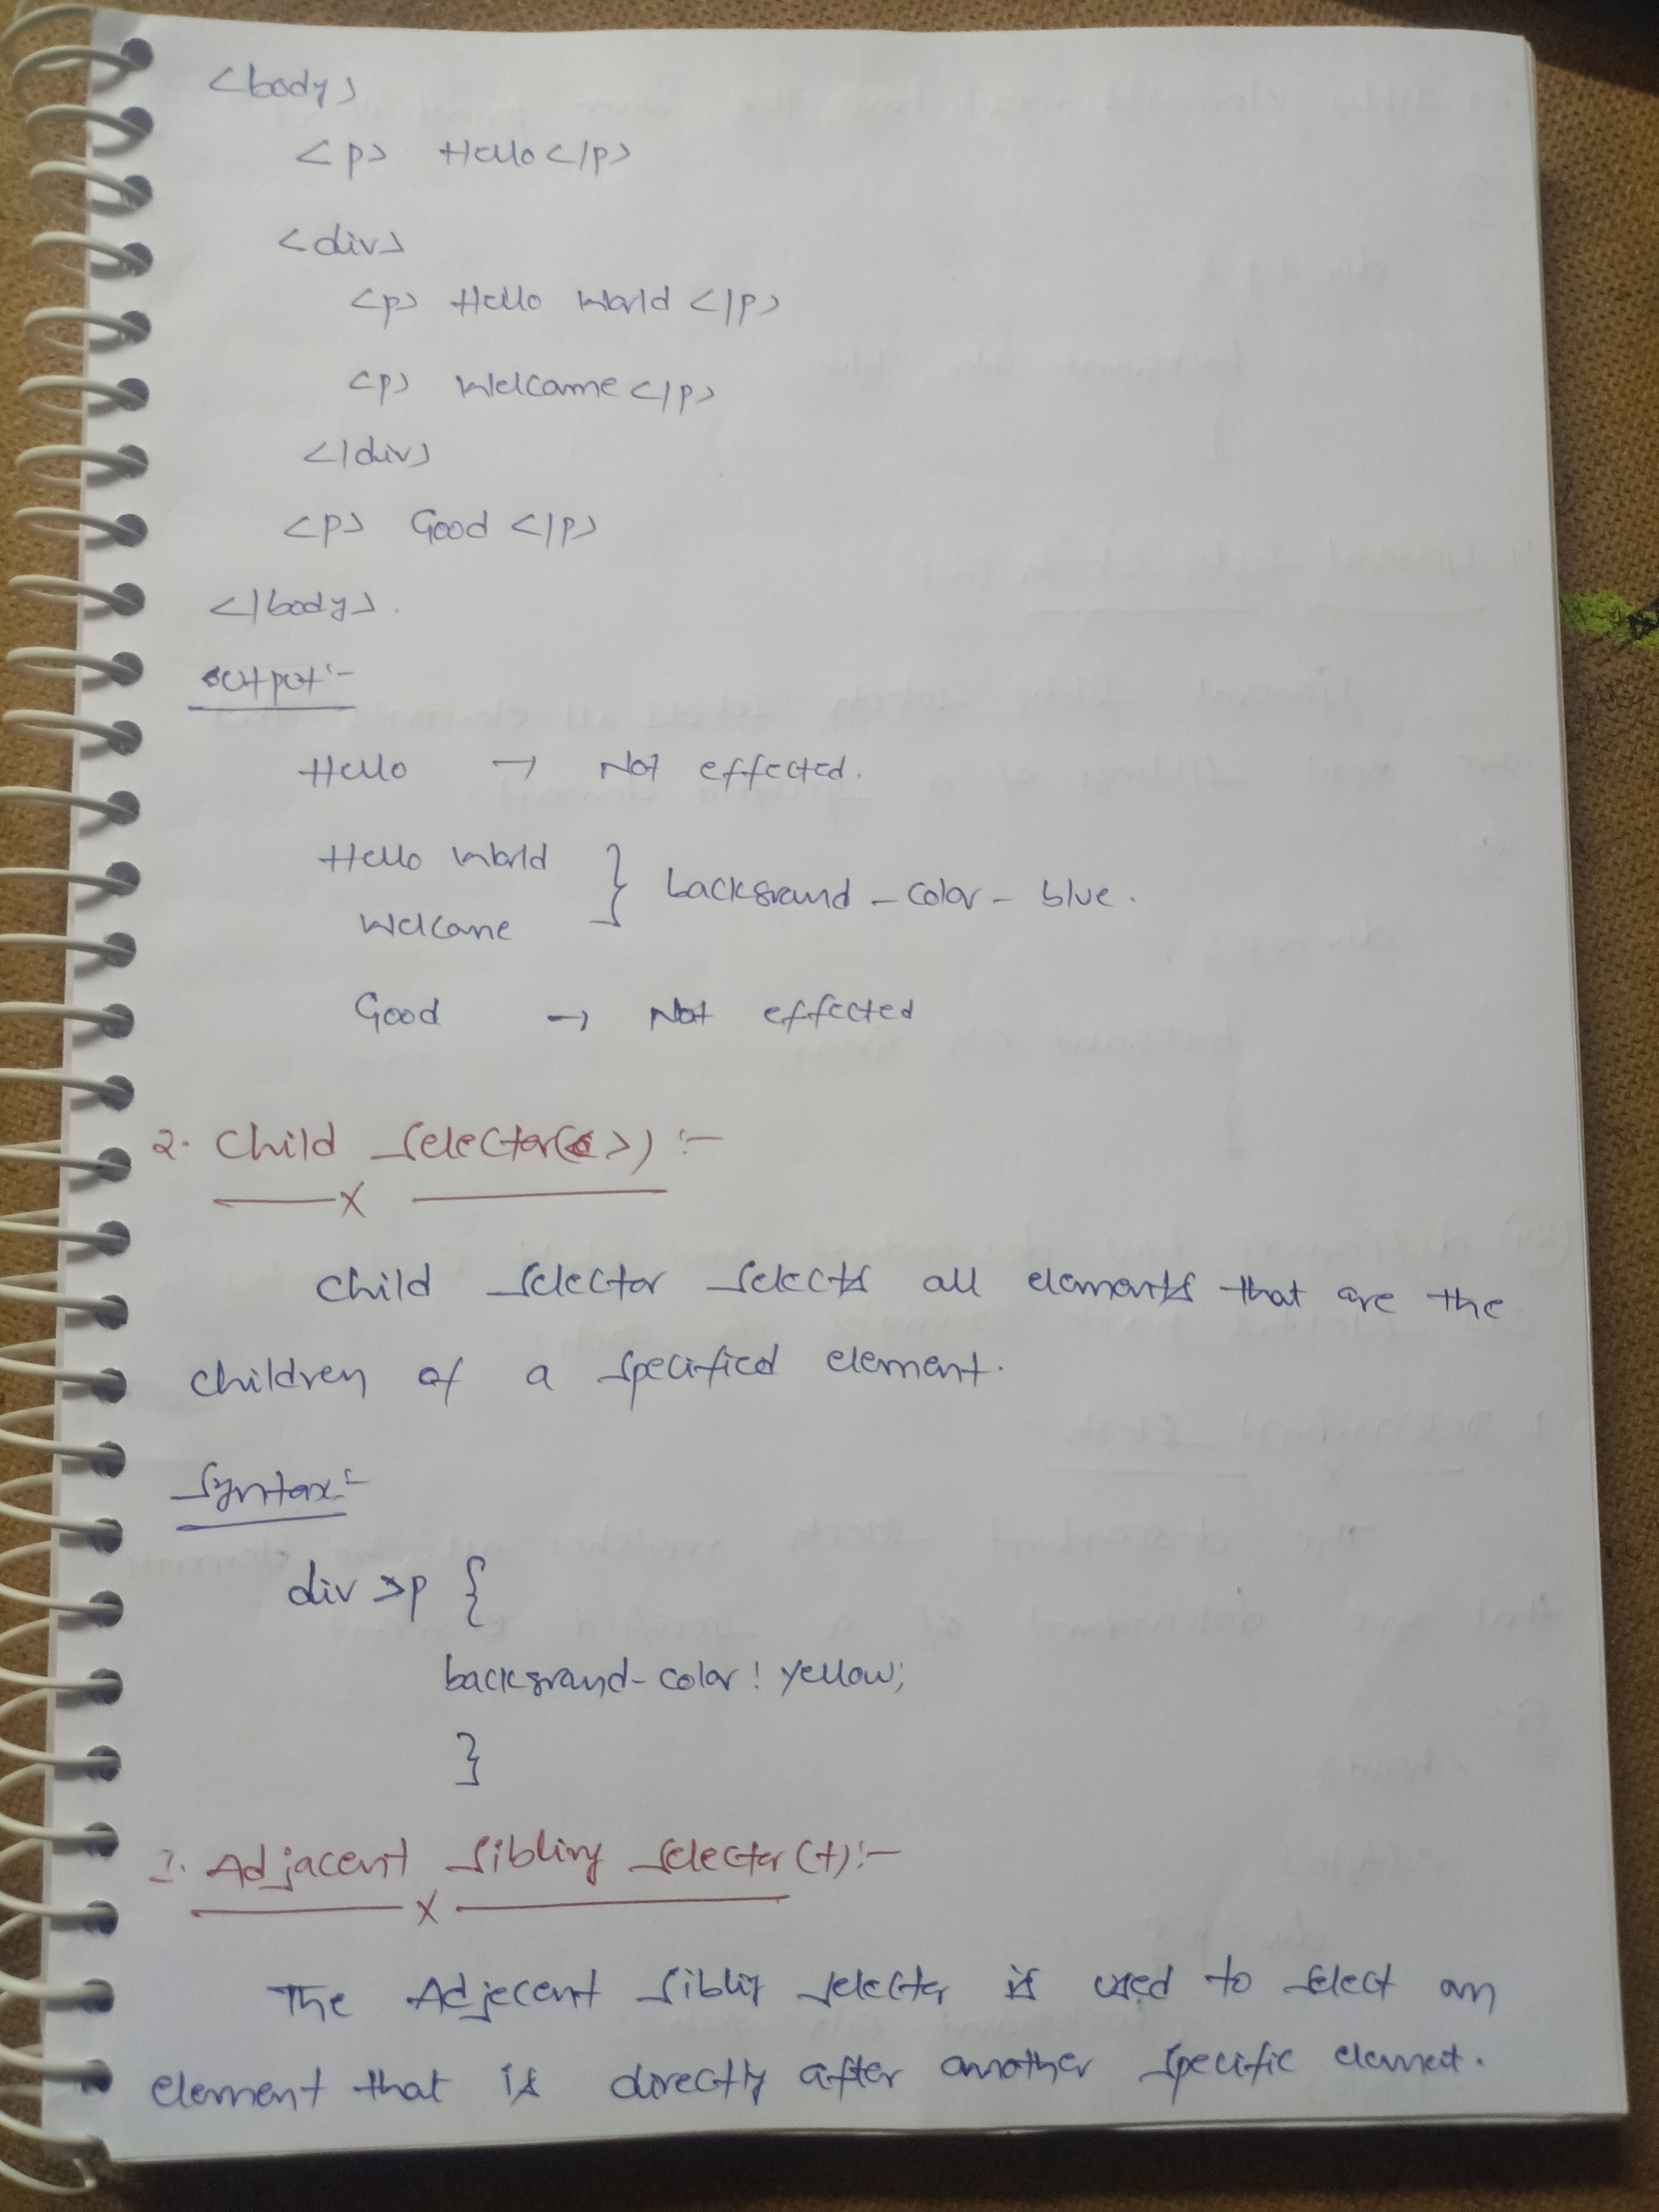 <body>
<p> Hello </p>
<div>
<p> Hello World </p>
<p> Welcome </p>
</div>
<p> Good </p>
</body>.
output:-
Hello → Not effected.
Hello World
Welcome } background-color- blue.
Good → Not effected
2. Child Selector(>) :-
Child Selector Selects all elements that are the
children of a specified element.
Syntax:-
div >p {
background-color: yellow;
}
3. Adjacent Sibling Selector (+):-
The Adjecent Siblig Selecter is used to select an
element that is directly after another specific element.